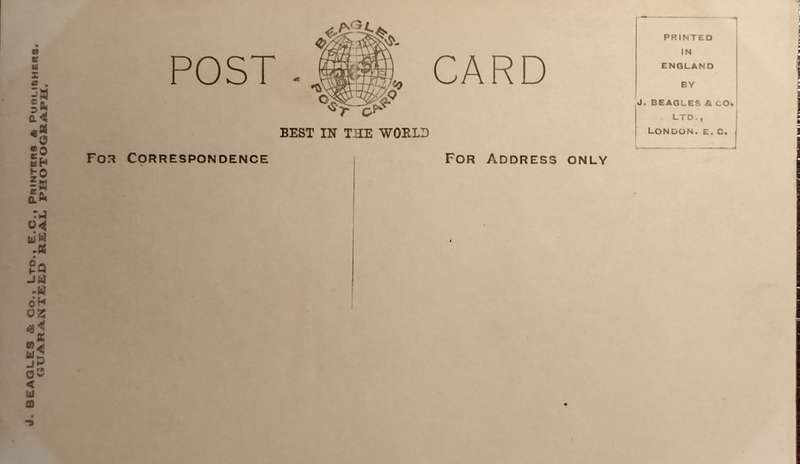 J. BEAGLES & CO., LTD., E.C., PRINTERS & PUBLISHERS.
GUARANTEED REAL PHOTOGRAPH.
POST CARD
BEAGLES'
Best
POST CARDS
BEST IN THE WORLD
FOR CORRESPONDENCE
FOR ADDRESS ONLY
PRINTED
IN
ENGLAND
BY
J. BEAGLES & CO.
LTD.,
LONDON. E. C.